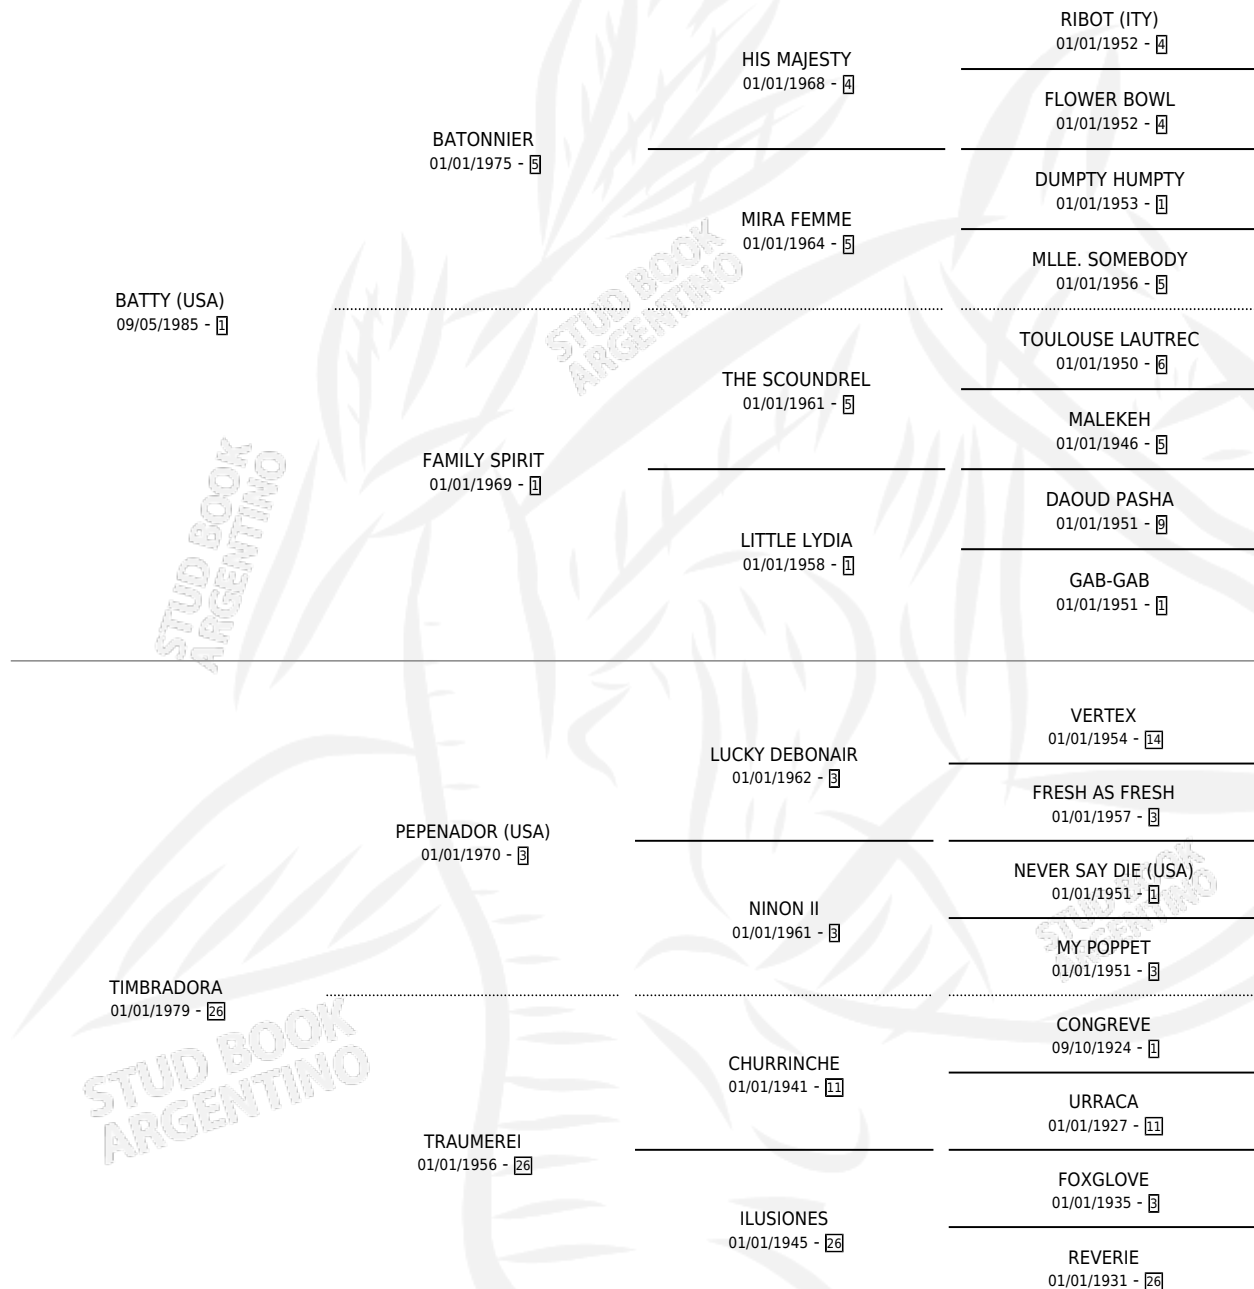 RIBOT (ITY)
01/01/1952 - 4
HIS MAJESTY
01/01/1968 - 4
FLOWER BOWL
01/01/1952 - 4
BATONNIER
01/01/1975 - 5
DUMPTY HUMPTY
01/01/1953 - 1
MIRA FEMME
01/01/1964 - 5
MLLE. SOMEBODY
01/01/1956 - 5
BATTY (USA)
09/05/1985 - 1
TOULOUSE LAUTREC
01/01/1950 - 6
THE SCOUNDREL
01/01/1961 - 5
MALEKEH
01/01/1946 - 5
FAMILY SPIRIT
01/01/1969 - 1
DAOUD PASHA
01/01/1951 - 9
LITTLE LYDIA
01/01/1958 - 1
GAB-GAB
01/01/1951 - 1
VERTEX
01/01/1954 - 14
LUCKY DEBONAIR
01/01/1962 - 3
FRESH AS FRESH
01/01/1957 - 3
PEPENADOR (USA)
01/01/1970 - 3
NEVER SAY DIE (USA)
01/01/1951 - 1
NINON II
01/01/1961 - 3
MY POPPET
01/01/1951 - 3
TIMBRADORA
01/01/1979 - 26
CONGREVE
09/10/1924 - 1
CHURRINCHE
01/01/1941 - 11
URRACA
01/01/1927 - 11
TRAUMEREI
01/01/1956 - 26
FOXGLOVE
01/01/1935 - 3
ILUSIONES
01/01/1945 - 26
REVERIE
01/01/1931 - 26
STUD BOOK
ARGENTINO
STUD BOOK
ARGENTINO
STUD BOOK
ARGENTINO
STUD BOOK
ARGENTINO